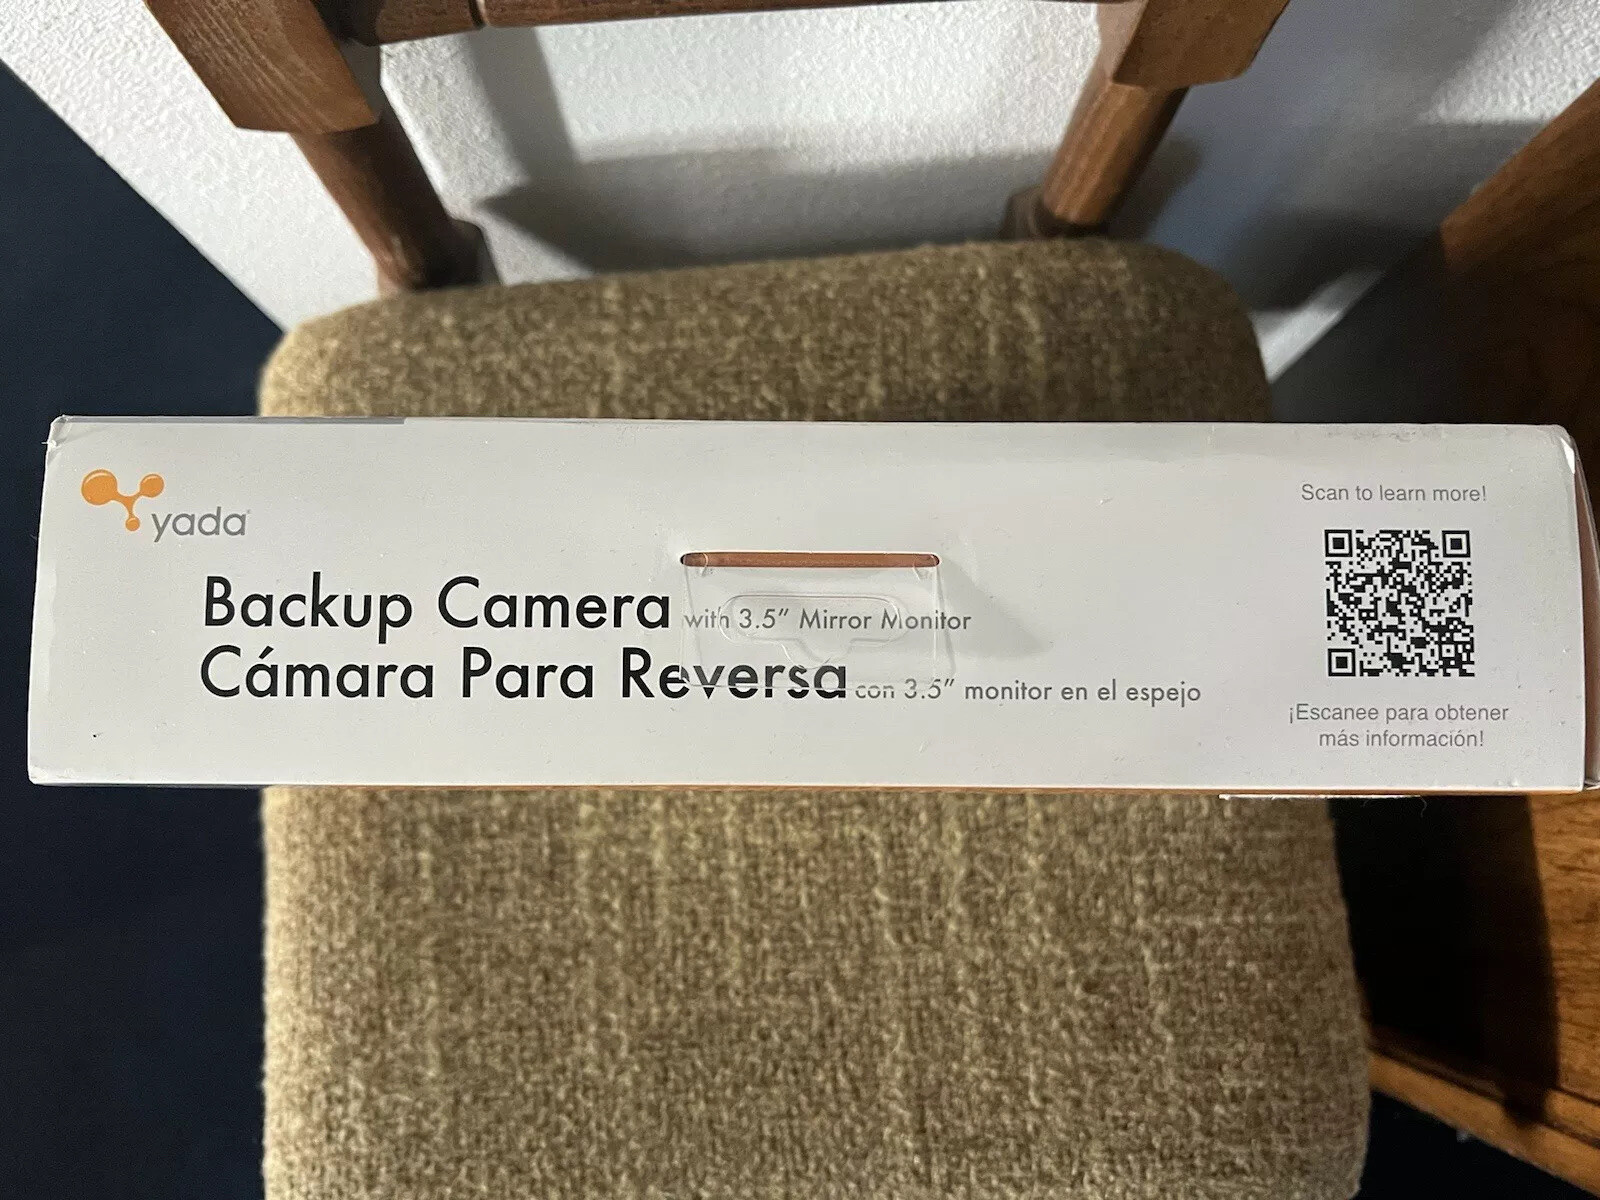 yada
Backup Camera with 3.5" Mirror Monitor
Cámara Para Reversa con 3.5" monitor en el espejo
Scan to learn more!
¡Escanee para obtener
más información!